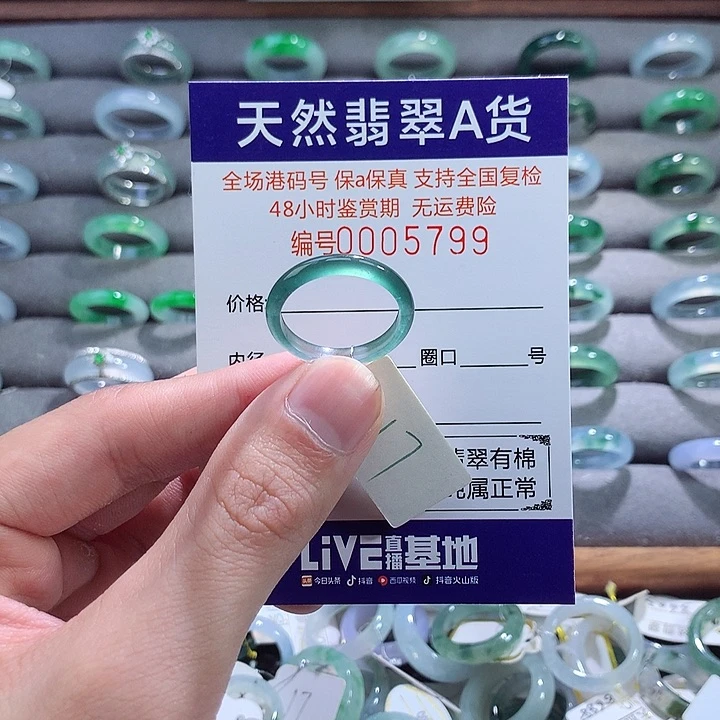 天然翡翠A货
全场港码号 保a保真 支持全国复检
48小时鉴赏期 无运费险
编号0005799
价格
内径 圈口 号
17
翡翠有棉
纯属正常
LiVE直播基地
今日头条 抖音 西瓜视频 抖音火山版
17